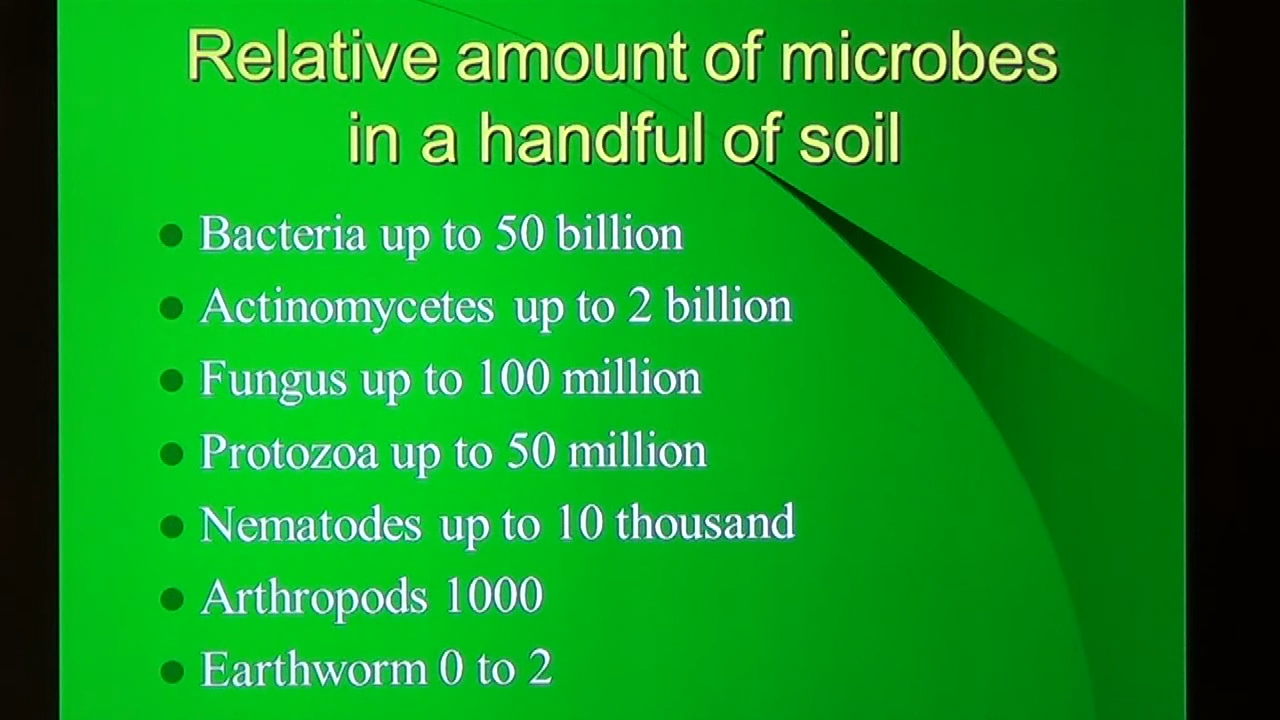 Relative amount of microbes
in a handful of soil
Bacteria up to 50 billion
Actinomycetes up to 2 billion
Fungus up to 100 million
Protozoa up to 50 million
Nematodes up to 10 thousand
Arthropods 1000
Earthworm 0 to 2